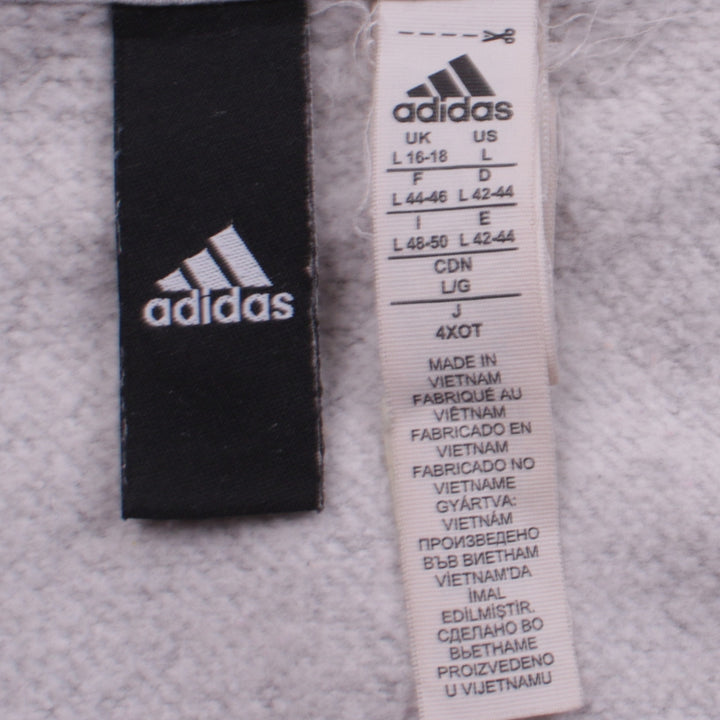 adidas
adidas
UK US
L 16-18 L
F D
L 44-46 L 42-44
I E
L 48-50 L 42-44
CDN
L/G
J
4XOT
MADE IN
VIETNAM
FABRIQUÉ AU
VIÊTNAM
FABRICADO EN
VIETNAM
FABRICADO NO
VIETNAME
GYÁRTVA:
VIETNÁM
ПРОИЗВЕДЕНО
ВЪВ ВИЕТНАМ
VİETNAM'DA
İMAL
EDİLMİŞTİR.
СДЕЛАНО ВО
ВЬЕТНАМЕ
PROIZVEDENO
U VIJETNAMU